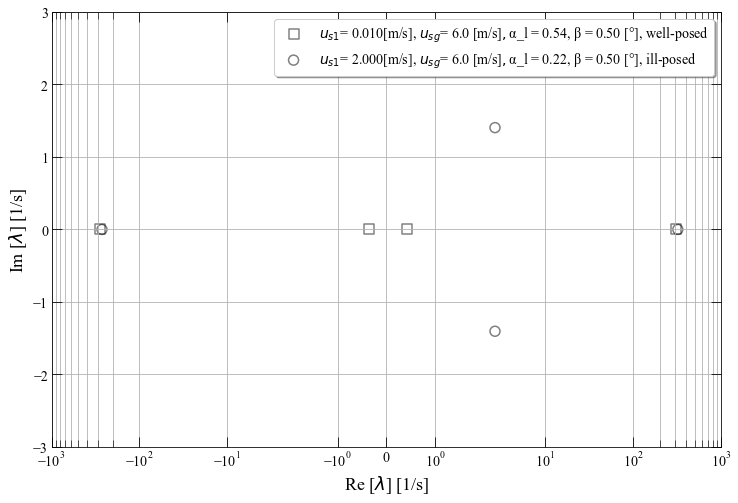 u_s1 = 0.010[m/s], u_sg = 6.0 [m/s], α_l = 0.54, β = 0.50 [°], well-posed
u_s1 = 2.000[m/s], u_sg = 6.0 [m/s], α_l = 0.22, β = 0.50 [°], ill-posed
3
2
1
0
−1
−2
−3
Im [λ] [1/s]
−10³ −10² −10¹ −10⁰ 0 10⁰ 10¹ 10² 10³
Re [λ] [1/s]